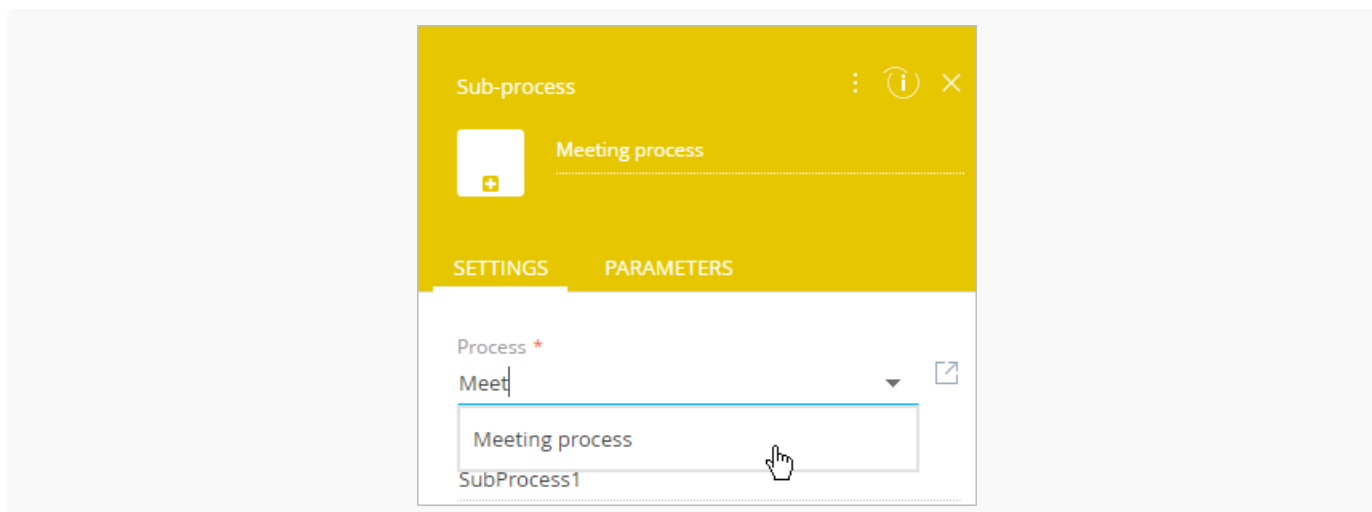 Sub-process
Meeting process
SETTINGS PARAMETERS
Process *
Meet
Meeting process
SubProcess1